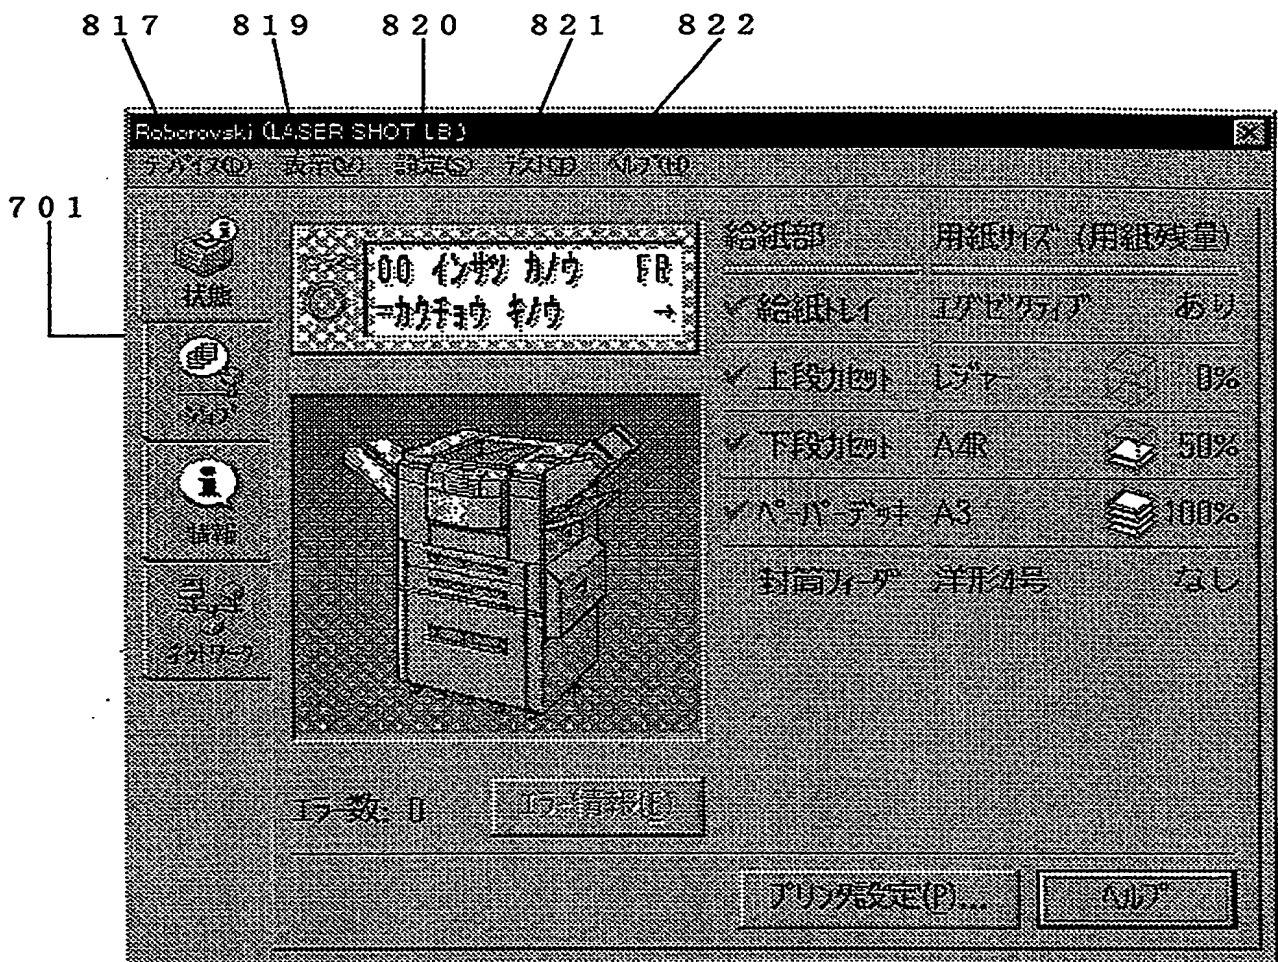 817 819 820 821 822
Roborovski (LASER SHOT LB)
デバイス(D) 表示(V) 設定(S) テスト(T) ヘルプ(H)
701
状態
ジョブ
情報
ネットワーク
00 インサツ カノウ FR
=カクチョウ キノウ →
給紙部 用紙サイズ (用紙残量)
✓給紙トレイ エグゼクティブ あり
✓上段カセット レジャー 0%
✓下段カセット A4R 50%
✓ペーパーデッキ A3 100%
封筒フィーダ 洋形4号 なし
エラー数: 0 エラー情報(E)
プリンタ設定(P)... ヘルプ